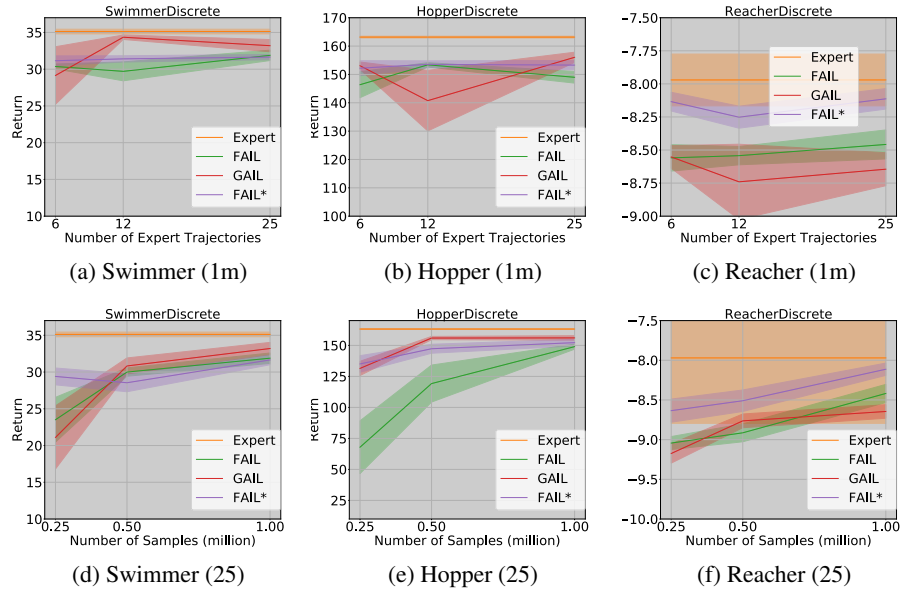 SwimmerDiscrete
35
30
25
20
15
10
Return
Expert
FAIL
GAIL
FAIL*
6
12
25
Number of Expert Trajectories
(a) Swimmer (1m)
HopperDiscrete
170
160
150
140
130
120
110
100
Return
Expert
FAIL
GAIL
FAIL*
6
12
25
Number of Expert Trajectories
(b) Hopper (1m)
ReacherDiscrete
−7.50
−7.75
−8.00
−8.25
−8.50
−8.75
−9.00
Return
Expert
FAIL
GAIL
FAIL*
6
12
25
Number of Expert Trajectories
(c) Reacher (1m)
SwimmerDiscrete
35
30
25
20
15
10
Return
Expert
FAIL
GAIL
FAIL*
0.25
0.50
1.00
Number of Samples (million)
(d) Swimmer (25)
HopperDiscrete
150
125
100
75
50
25
Return
Expert
FAIL
GAIL
FAIL*
0.25
0.50
1.00
Number of Samples (million)
(e) Hopper (25)
ReacherDiscrete
−7.5
−8.0
−8.5
−9.0
−9.5
−10.0
Return
Expert
FAIL
GAIL
FAIL*
0.25
0.50
1.00
Number of Samples (million)
(f) Reacher (25)